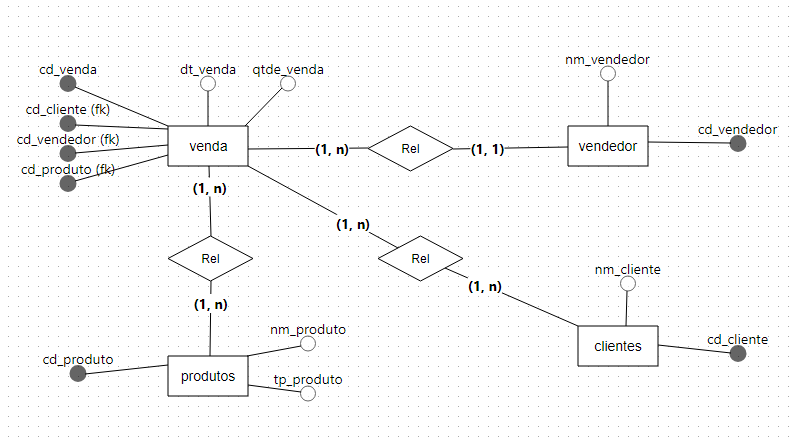 nm_vendedor
cd_venda
dt_venda
qtde_venda
cd_cliente (fk)
cd_vendedor (fk)
cd_vendedor
venda
(1, n)
Rel
(1, 1)
vendedor
cd_produto (fk)
(1, n)
(1, n)
Rel
Rel
nm_cliente
(1, n)
(1, n)
nm_produto
cd_cliente
clientes
cd_produto
produtos
tp_produto